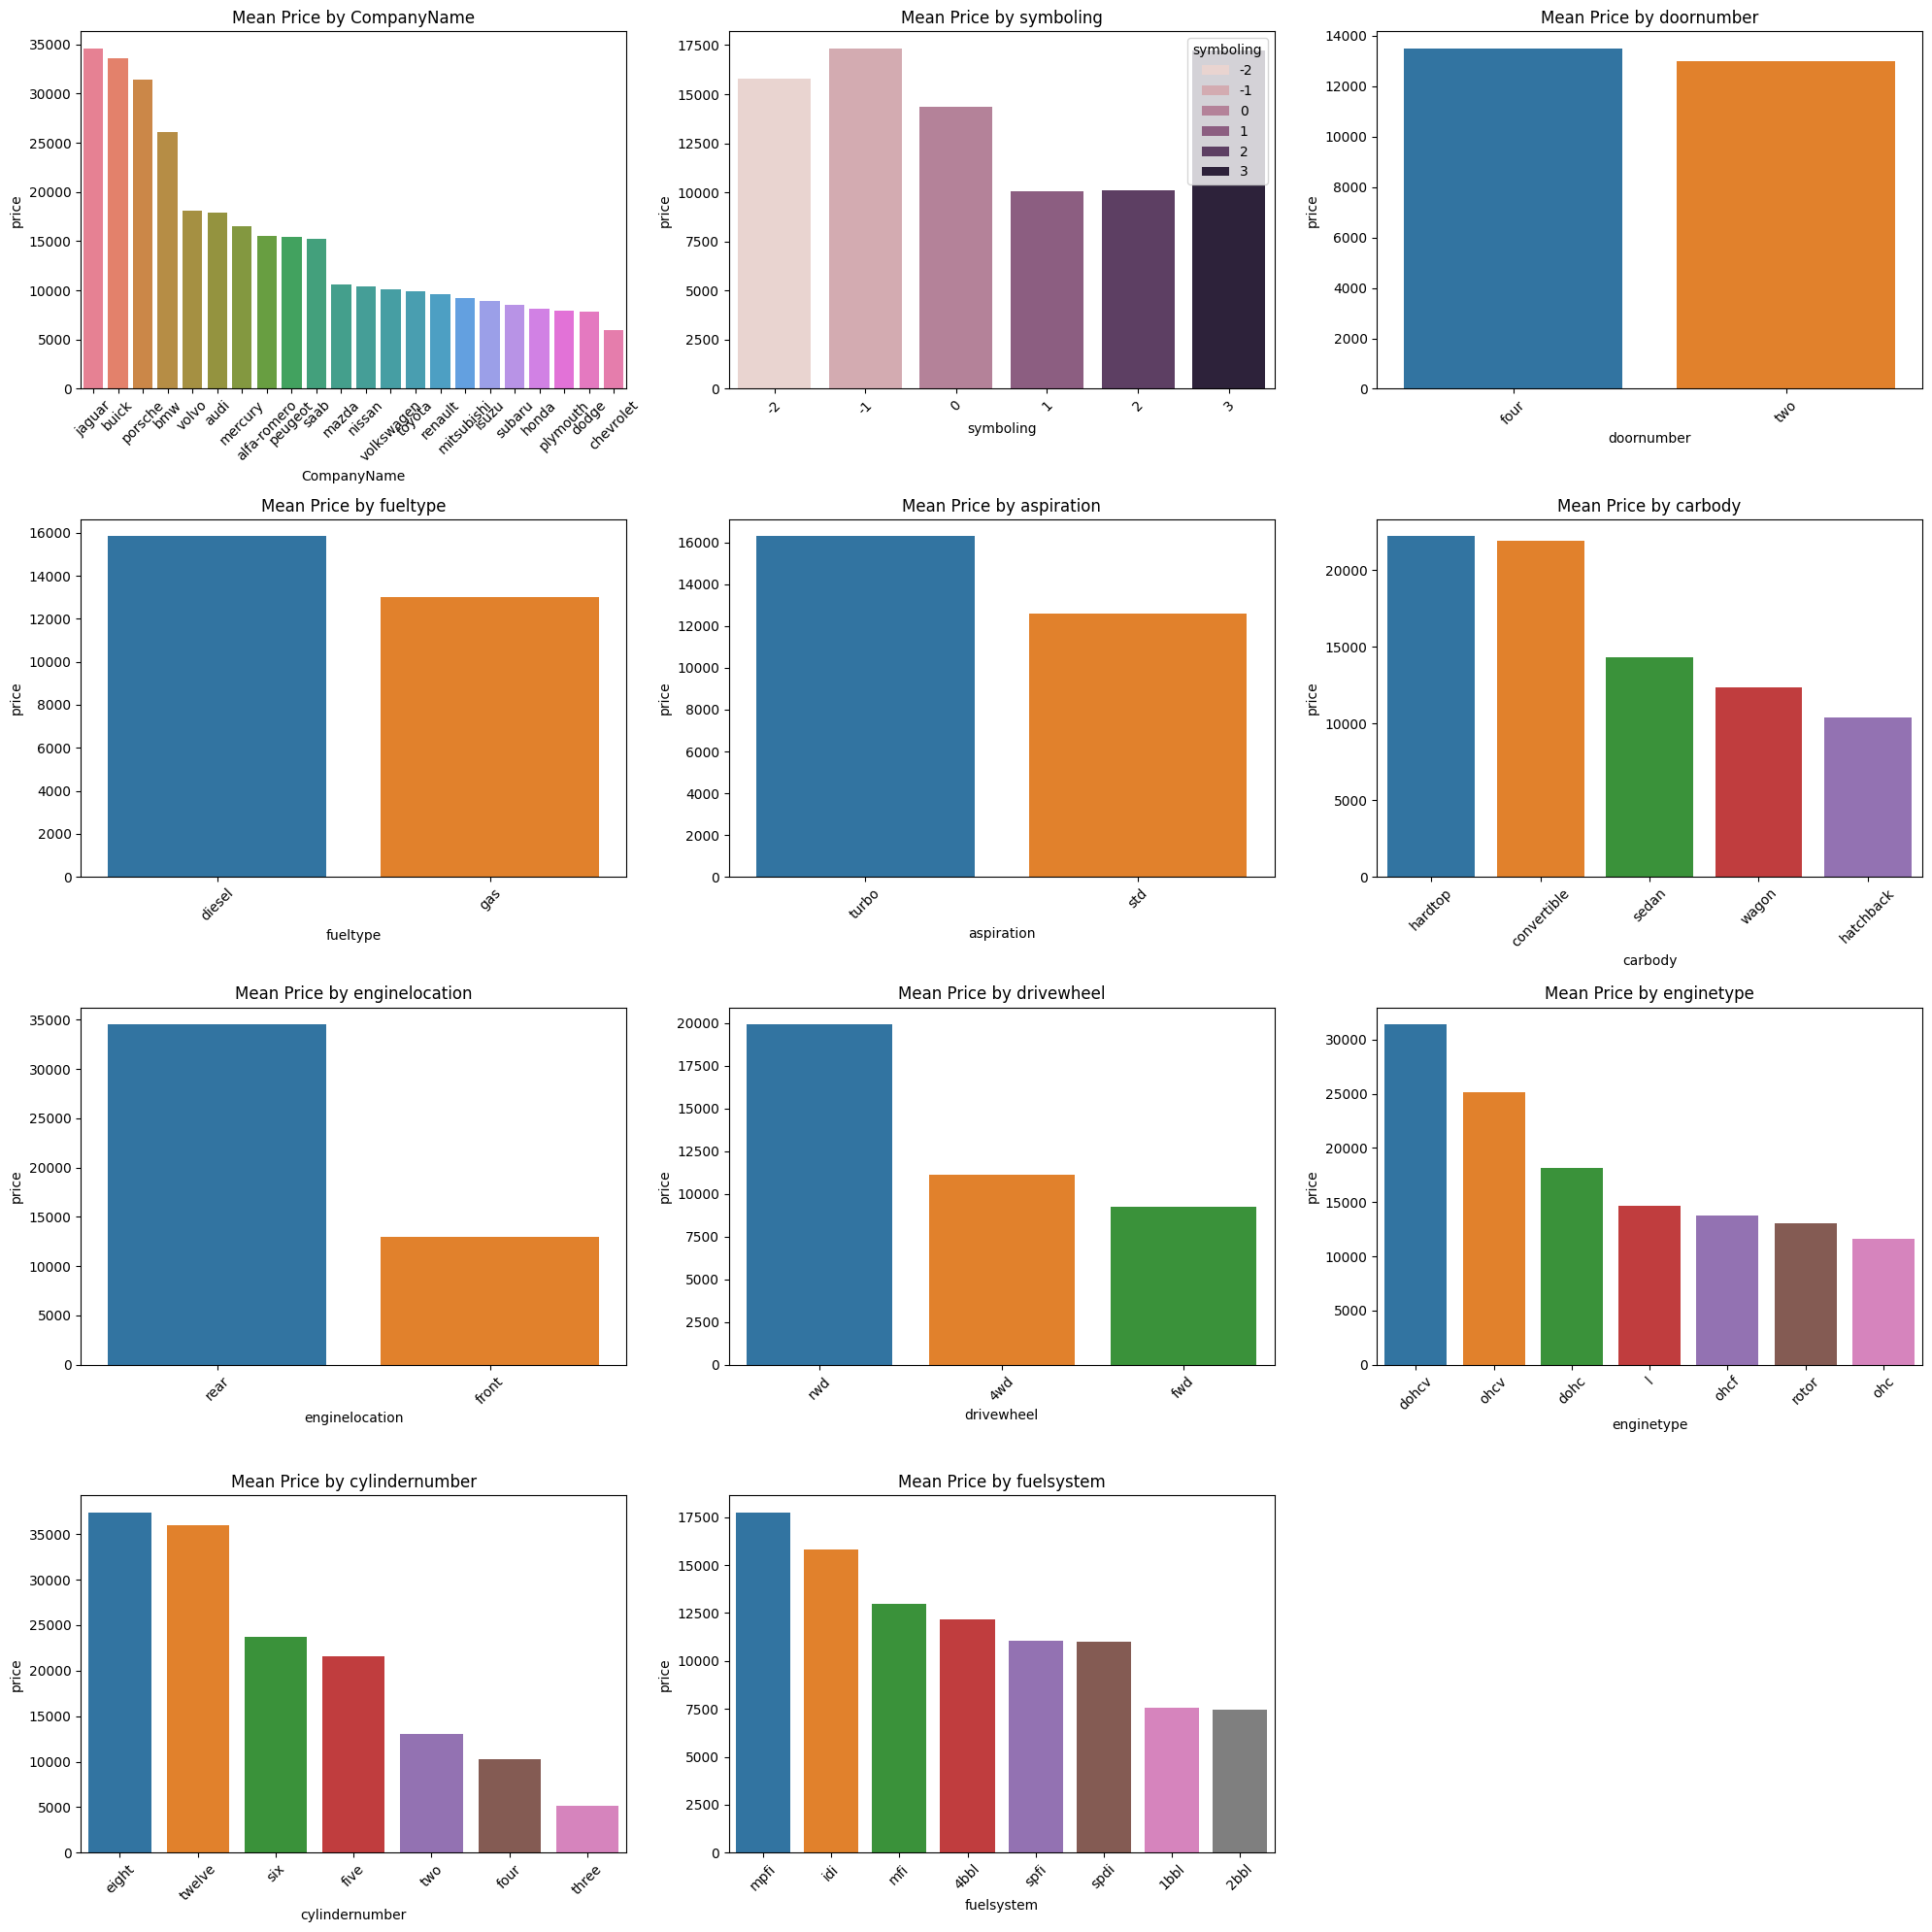 Mean Price by CompanyName
price
35000
30000
25000
20000
15000
10000
5000
0
jaguar
buick
porsche
bmw
volvo
audi
mercury
alfa-romero
peugeot
saab
mazda
nissan
volkswagen
toyota
renault
mitsubishi
isuzu
subaru
honda
plymouth
dodge
chevrolet
CompanyName
Mean Price by symboling
price
17500
15000
12500
10000
7500
5000
2500
0
symboling
-2
-1
0
1
2
3
-2
-1
0
1
2
3
symboling
Mean Price by doornumber
price
14000
12000
10000
8000
6000
4000
2000
0
four
two
doornumber
Mean Price by fueltype
price
16000
14000
12000
10000
8000
6000
4000
2000
0
diesel
gas
fueltype
Mean Price by aspiration
price
16000
14000
12000
10000
8000
6000
4000
2000
0
turbo
std
aspiration
Mean Price by carbody
price
20000
15000
10000
5000
0
hardtop
convertible
sedan
wagon
hatchback
carbody
Mean Price by enginelocation
price
35000
30000
25000
20000
15000
10000
5000
0
rear
front
enginelocation
Mean Price by drivewheel
price
20000
17500
15000
12500
10000
7500
5000
2500
0
rwd
4wd
fwd
drivewheel
Mean Price by enginetype
price
30000
25000
20000
15000
10000
5000
0
dohcv
ohcv
dohc
l
ohcf
rotor
ohc
enginetype
Mean Price by cylindernumber
price
35000
30000
25000
20000
15000
10000
5000
0
eight
twelve
six
five
two
four
three
cylindernumber
Mean Price by fuelsystem
price
17500
15000
12500
10000
7500
5000
2500
0
mpfi
idi
mfi
4bbl
spfi
spdi
1bbl
2bbl
fuelsystem